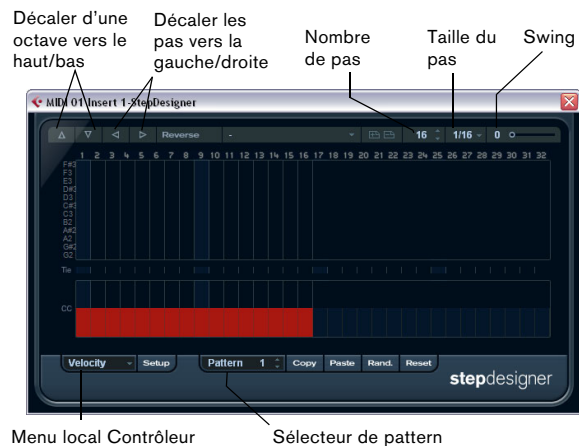 Décaler d'une
octave vers le
haut/bas
Décaler les
pas vers la
gauche/droite
Nombre
de pas
Taille du
pas
Swing
MIDI 01 Insert 1-StepDesigner
Reverse - 16 1/16 0
1 2 3 4 5 6 7 8 9 10 11 12 13 14 15 16 17 18 19 20 21 22 23 24 25 26 27 28 29 30 31 32
F#3
F3
E3
D#3
D3
C#3
C3
B2
A#2
A2
G#2
G2
Tie
CC
Velocity Setup Pattern 1 Copy Paste Rand. Reset
stepdesigner
Menu local Contrôleur
Sélecteur de pattern